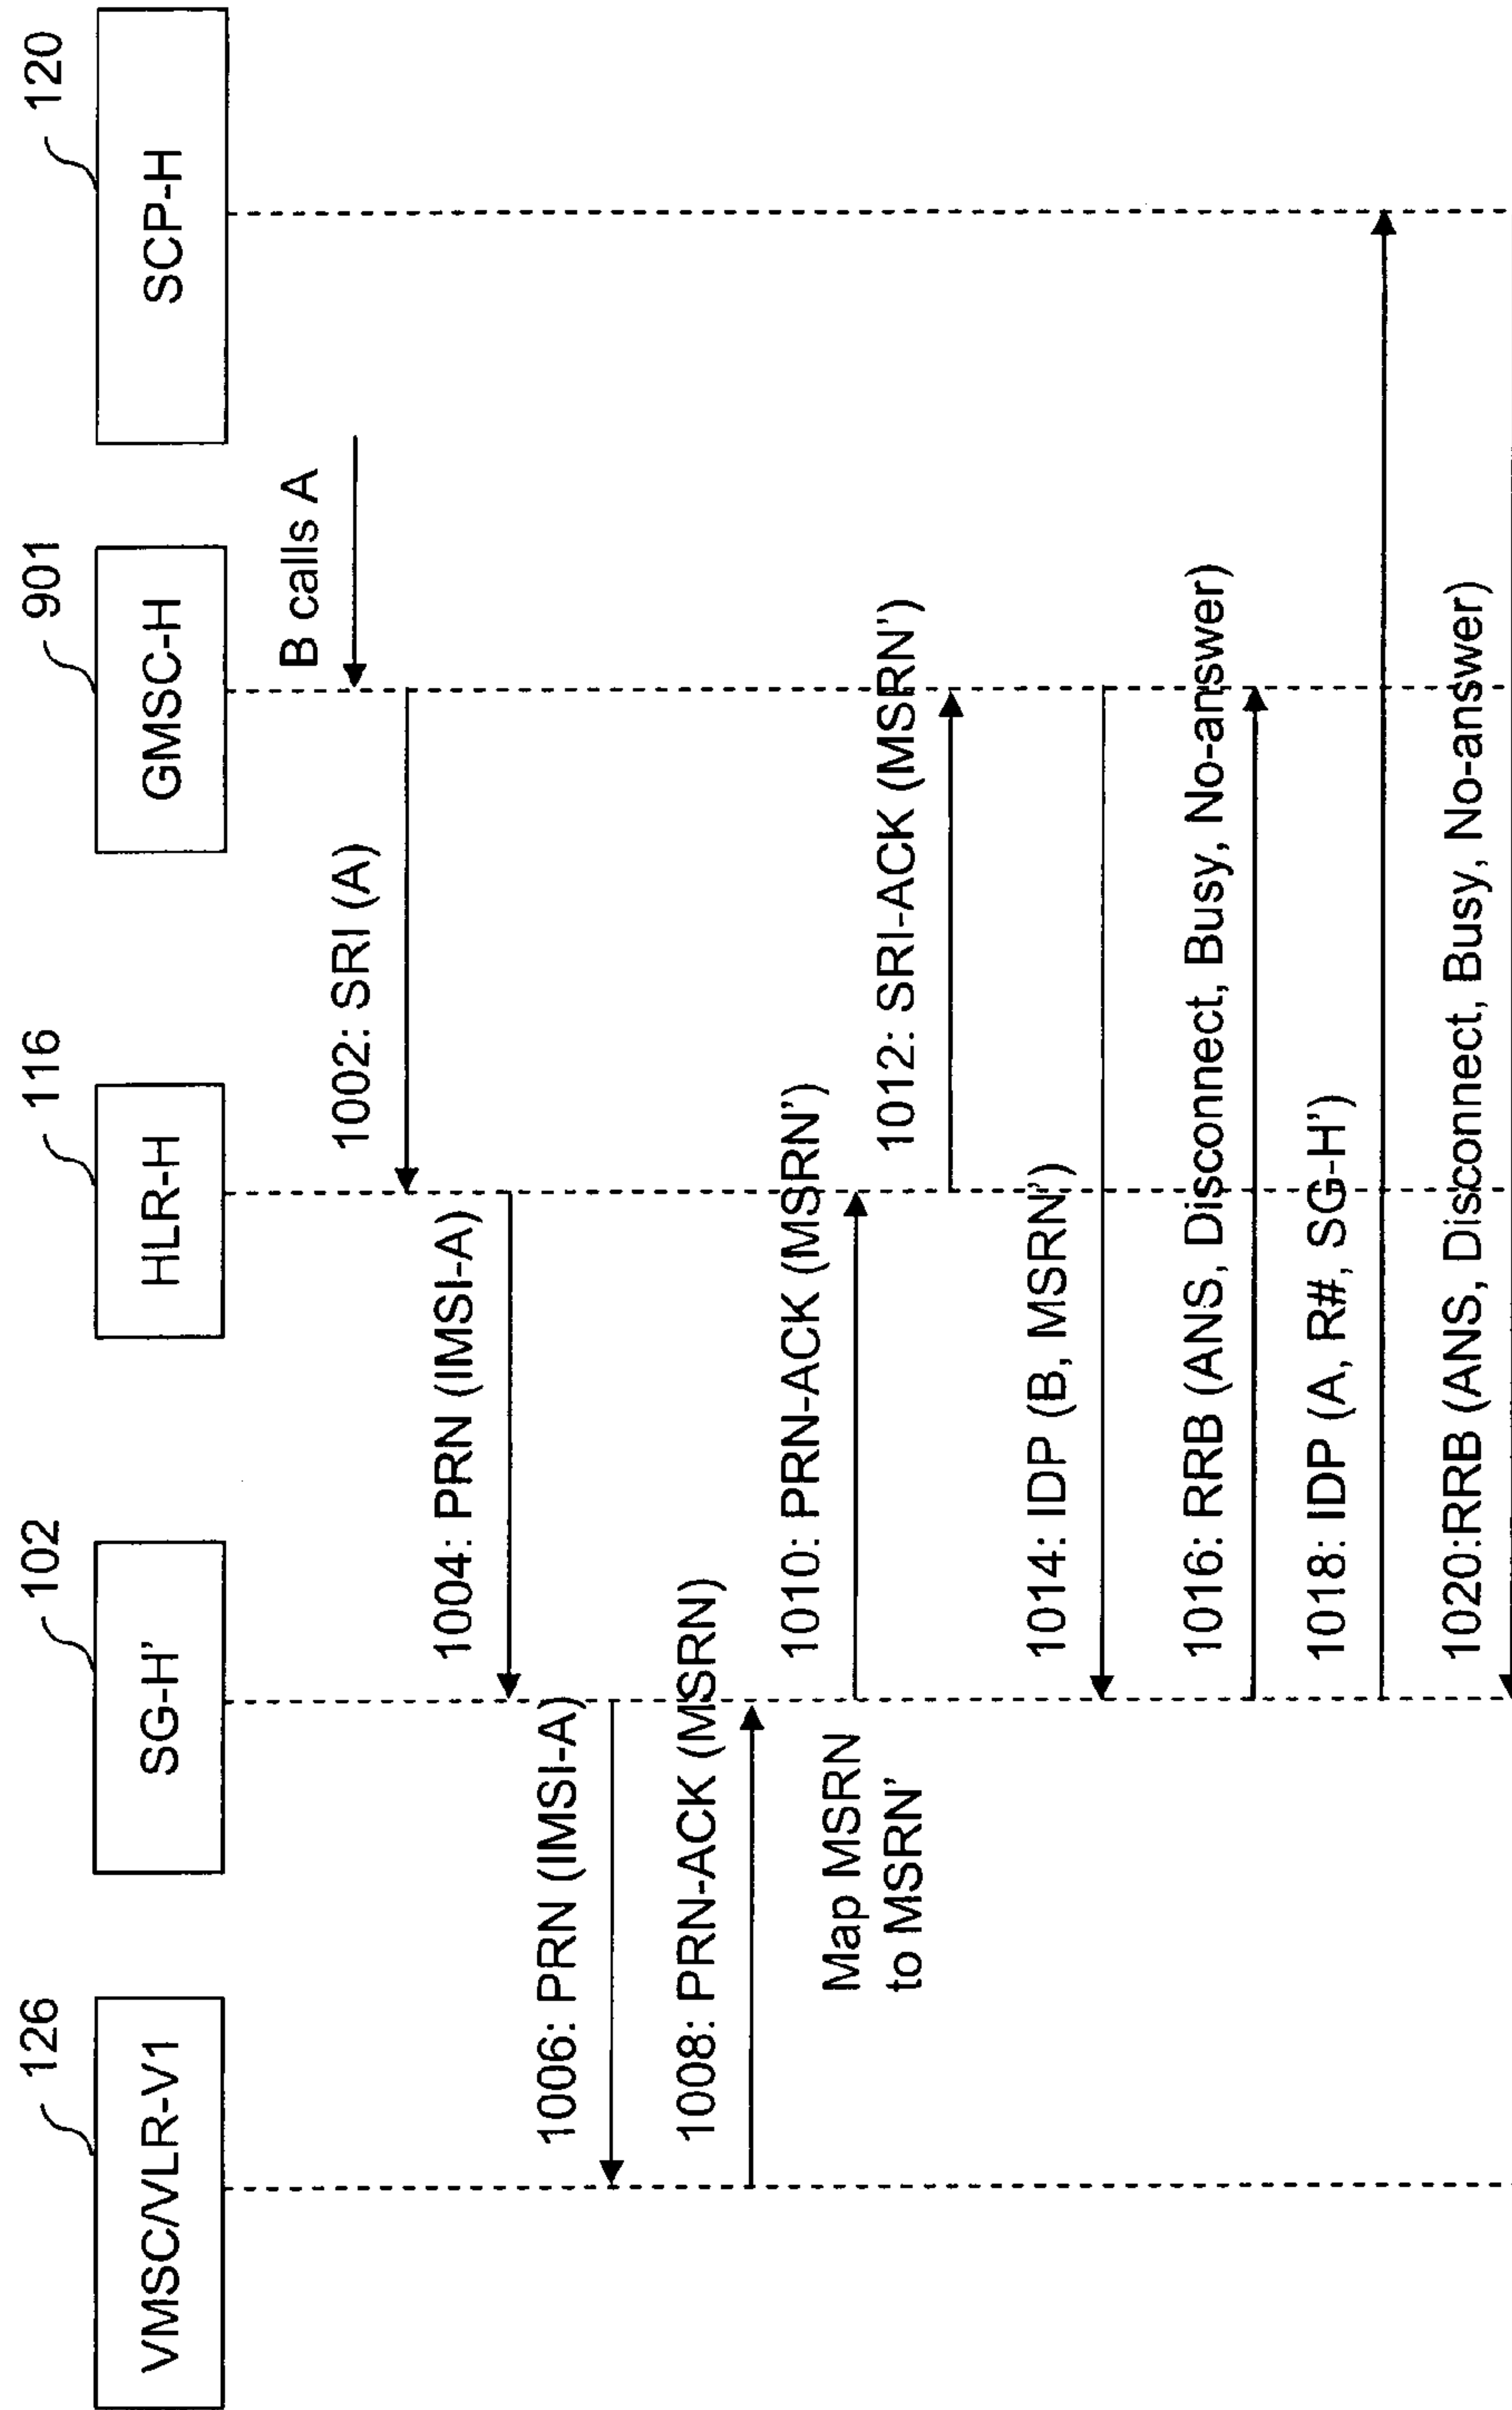 VMSC/VLR-V1
126
SG-H’
102
HLR-H
116
GMSC-H
901
SCP-H
120
B calls A
1002: SRI (A)
1004: PRN (IMSI-A)
1006: PRN (IMSI-A)
1008: PRN-ACK (MSRN)
Map MSRN
to MSRN’
1010: PRN-ACK (MSRN’)
1012: SRI-ACK (MSRN’)
1014: IDP (B, MSRN’)
1016: RRB (ANS, Disconnect, Busy, No-answer)
1018: IDP (A, R#, SG-H’)
1020:RRB (ANS, Disconnect, Busy, No-answer)